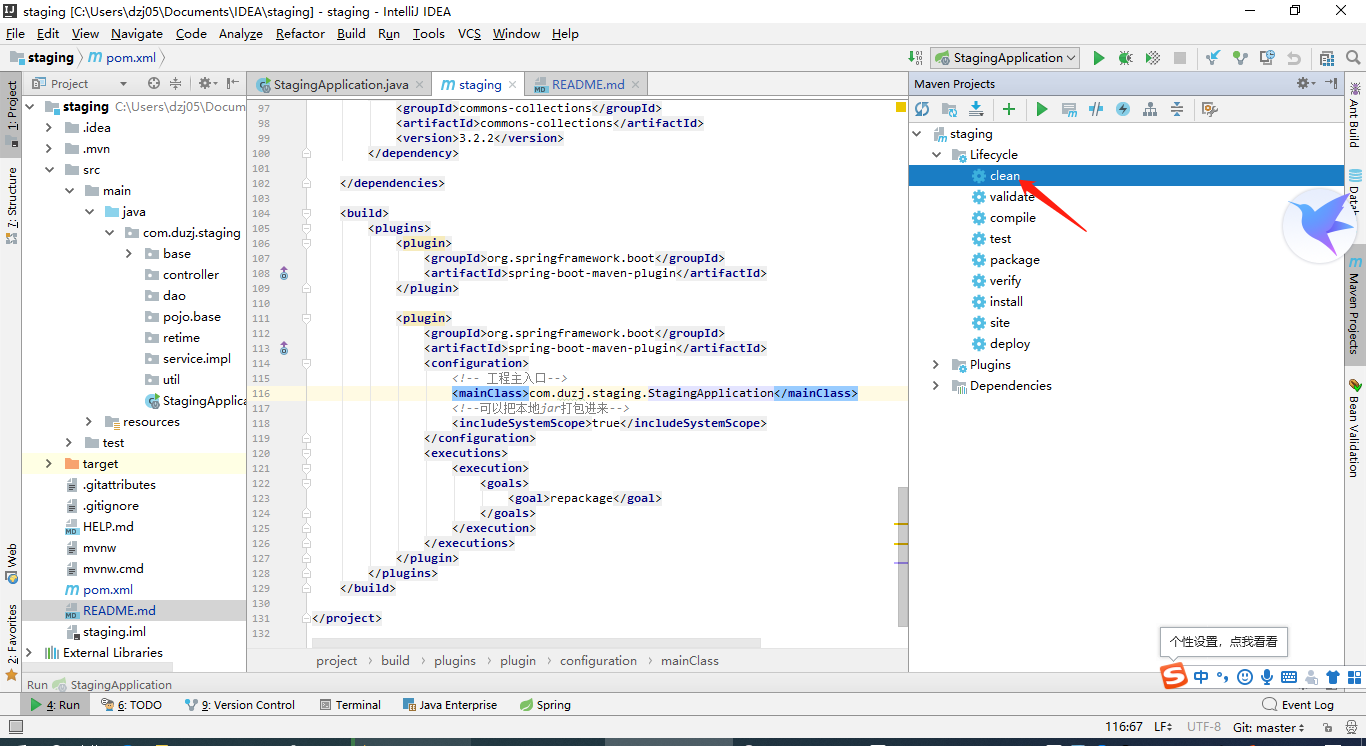 staging [C:\Users\dzj05\Documents\IDEA\staging] - staging - IntelliJ IDEA
File Edit View Navigate Code Analyze Refactor Build Run Tools VCS Window Help
staging pom.xml StagingApplication
1: Project
7: Structure
Web
2: Favorites
Project
staging C:\Users\dzj05\Docum
.idea
.mvn
src
main
java
com.duzj.staging
base
controller
dao
pojo.base
retime
service.impl
util
StagingApplica
resources
test
target
.gitattributes
.gitignore
HELP.md
mvnw
mvnw.cmd
pom.xml
README.md
staging.iml
External Libraries
StagingApplication.java staging README.md
97 <groupId>commons-collections</groupId>
98 <artifactId>commons-collections</artifactId>
99 <version>3.2.2</version>
100 </dependency>
101
102 </dependencies>
103
104 <build>
105 <plugins>
106 <plugin>
107 <groupId>org.springframework.boot</groupId>
108 <artifactId>spring-boot-maven-plugin</artifactId>
109 </plugin>
110
111 <plugin>
112 <groupId>org.springframework.boot</groupId>
113 <artifactId>spring-boot-maven-plugin</artifactId>
114 <configuration>
115 <!-- 工程主入口-->
116 <mainClass>com.duzj.staging.StagingApplication</mainClass>
117 <!--可以把本地jar打包进来-->
118 <includeSystemScope>true</includeSystemScope>
119 </configuration>
120 <executions>
121 <execution>
122 <goals>
123 <goal>repackage</goal>
124 </goals>
125 </execution>
126 </executions>
127 </plugin>
128 </plugins>
129 </build>
130
131 </project>
132
project › build › plugins › plugin › configuration › mainClass
Maven Projects
staging
Lifecycle
clean
validate
compile
test
package
verify
install
site
deploy
Plugins
Dependencies
Ant Build
Maven Projects
Bean Validation
个性设置，点我看看
中
Run StagingApplication
4: Run 6: TODO 9: Version Control Terminal Java Enterprise Spring Event Log
116:67 LF÷ UTF-8 Git: master÷